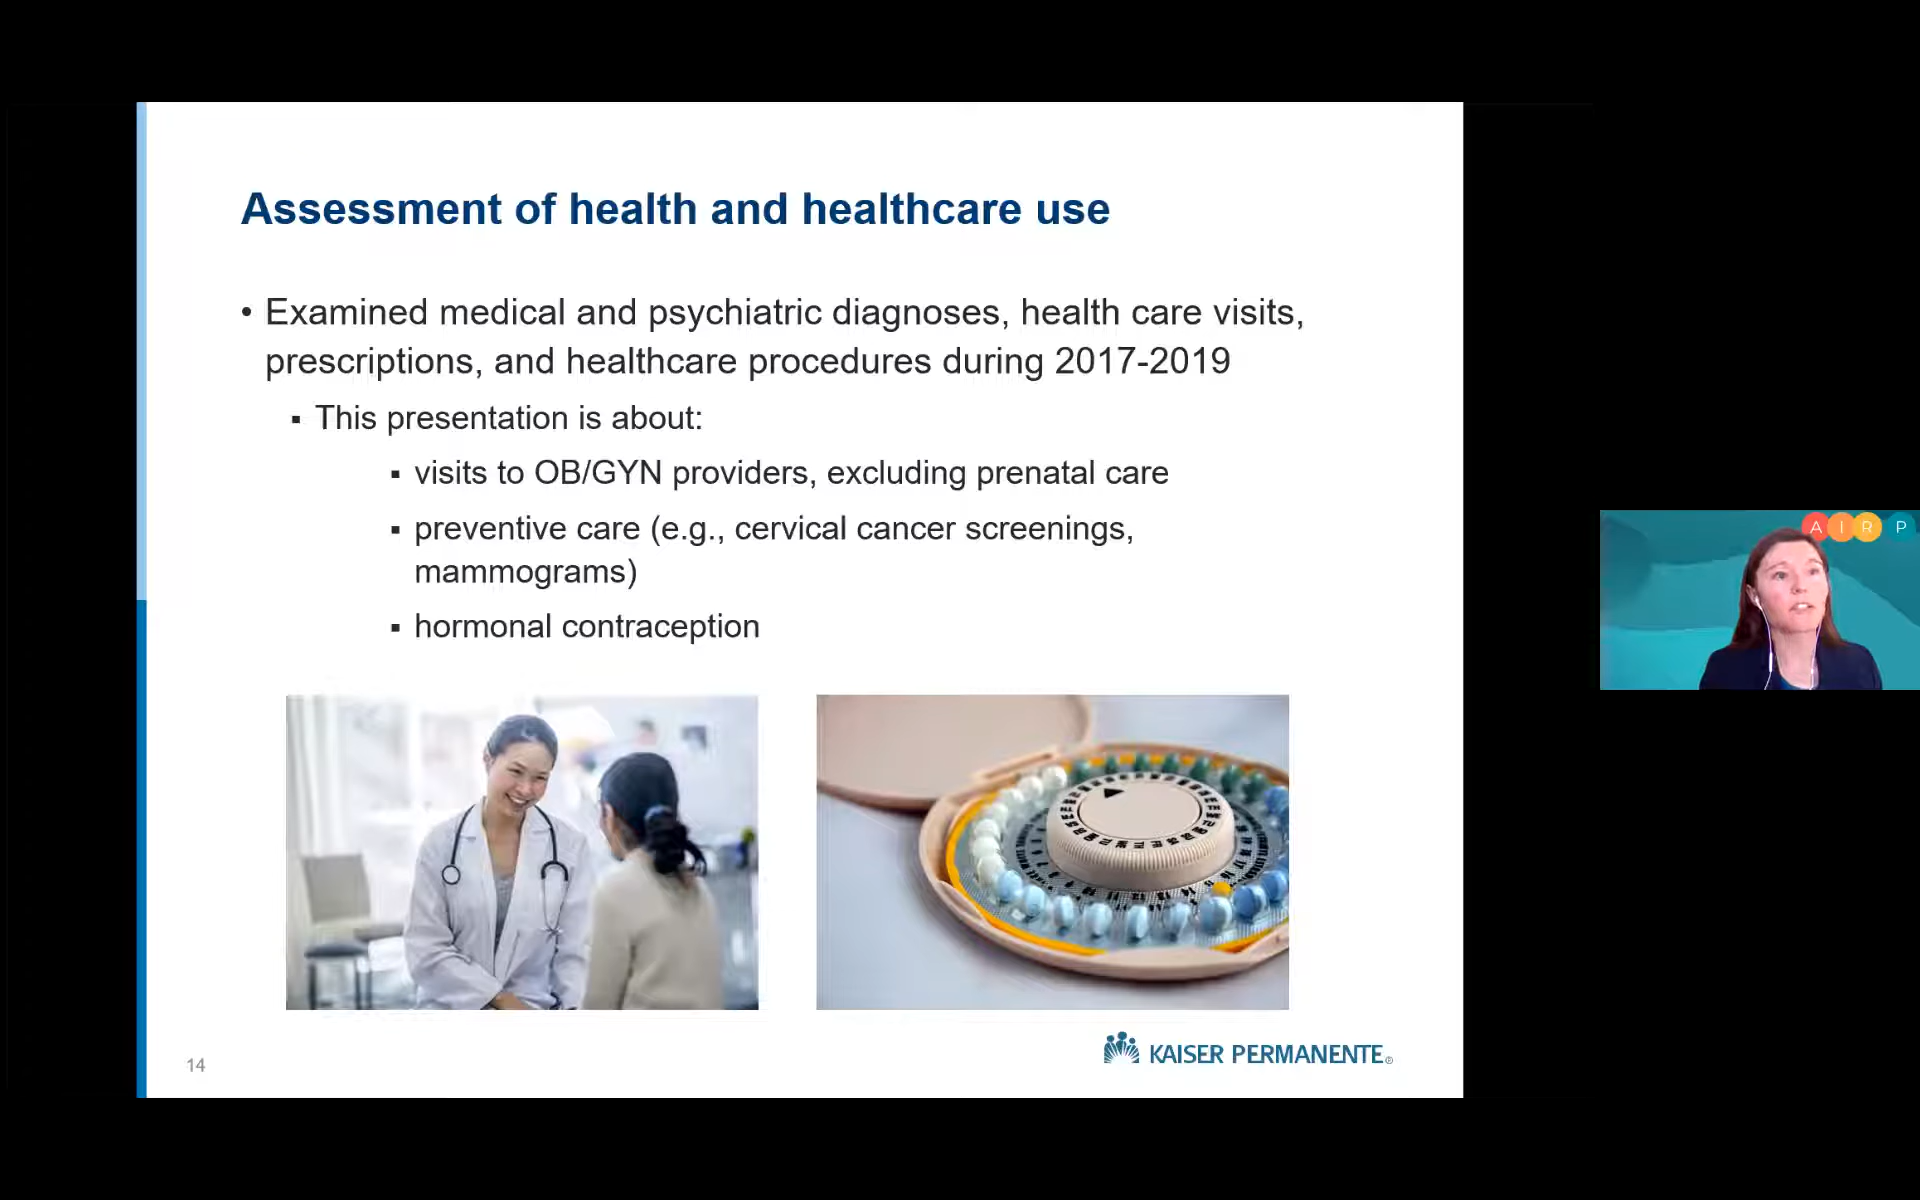 Assessment of health and healthcare use
• Examined medical and psychiatric diagnoses, health care visits,
prescriptions, and healthcare procedures during 2017-2019
▪ This presentation is about:
▪ visits to OB/GYN providers, excluding prenatal care
▪ preventive care (e.g., cervical cancer screenings,
mammograms)
▪ hormonal contraception
A I R P
14
KAISER PERMANENTE®